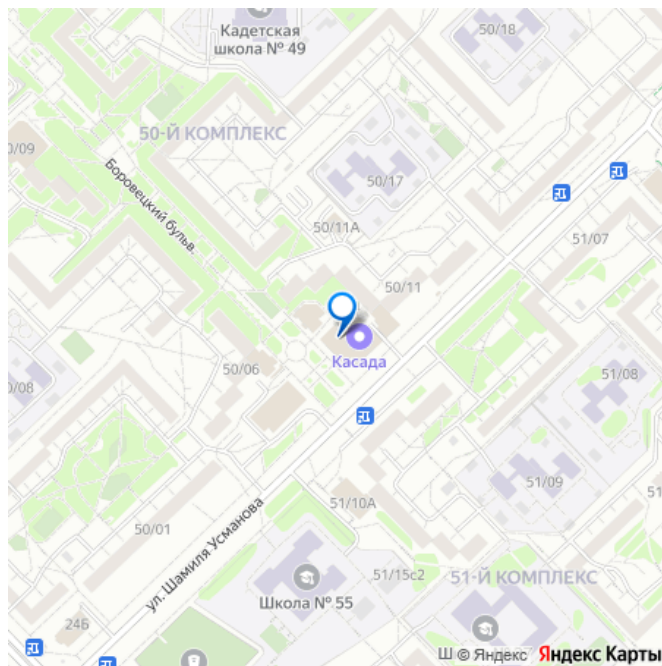 Кадетская
школа № 49
50/18
50-Й КОМПЛЕКС
0/09
50/17
Боровецкий бульв.
50/11А
51/07
50/11
Касада
50/06
0/08
51/08
51/09
51
51/10А
50/01
ул. Шамиля Усманова
51/15с2
51-Й КОМПЛЕКС
Школа № 55
24Б
Ш © Яндекс Яндекс Карты